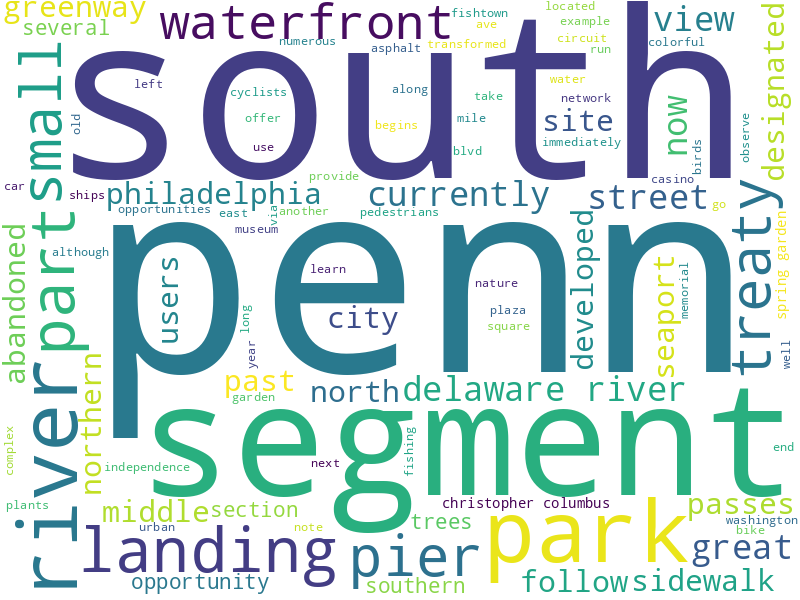 greenway
several
waterfront
fishtown
ave
located
example
circuit
run
view
colorful
designated
numerous
asphalt
transformed
small
south
left
cyclists
offer
use
along
begins
take
mile
blvd
water
network
site
immediately
now
birds
observe
old
car
ships
philadelphia
provide
currently
casino
street
go
part
opportunities
east
via
another
pedestrians
museum
although
abandoned
users
penn
learn
nature
plaza
square
developed
seaport
memorial
treaty
spring garden
city
long
year
well
river
northern
past
garden
north
delaware river
segment
complex
independence
next
fishing
end
plants
middle
section
urban
note
trees
christopher columbus
park
passes
washington
bike
landing
pier
great
opportunity
southern
follow
sidewalk